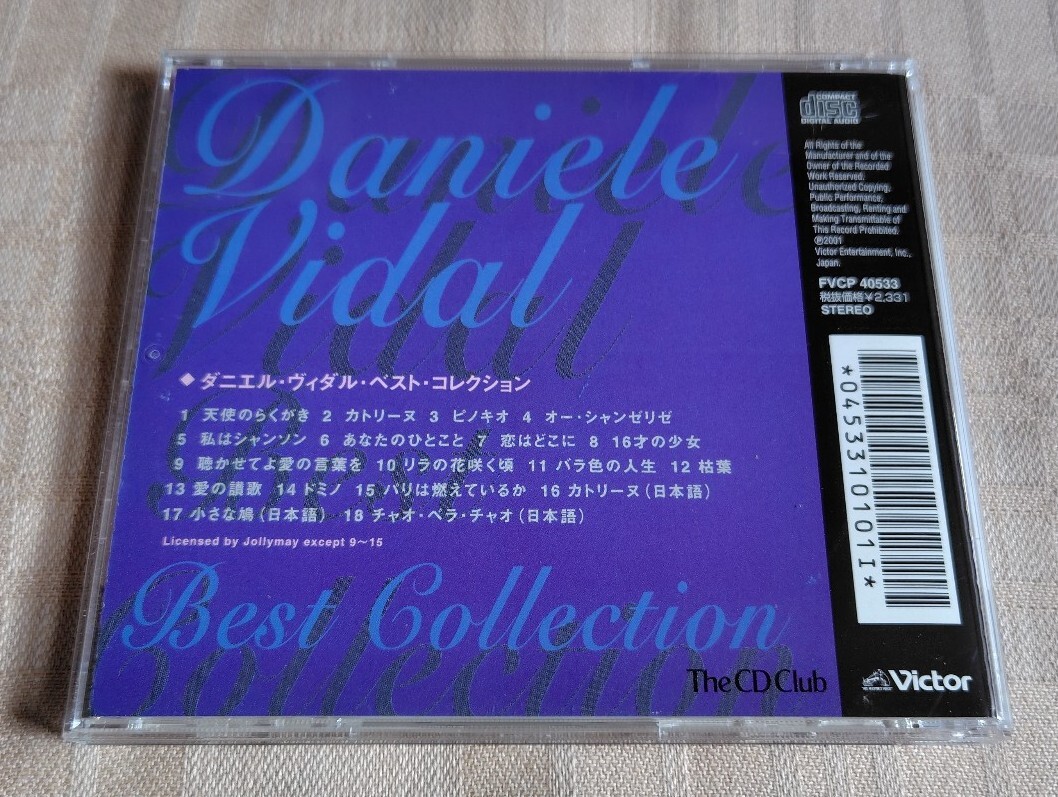 Daniele
Vidal
◆ ダニエル・ヴィダル・ベスト・コレクション
1 天使のらくがき 2 カトリーヌ 3 ピノキオ 4 オー・シャンゼリゼ
5 私はシャンソン 6 あなたのひとこと 7 恋はどこに 8 16才の少女
9 聴かせてよ愛の言葉を 10 リラの花咲く頃 11 バラ色の人生 12 枯葉
13 愛の讃歌 14 ドミノ 15 パリは燃えているか 16 カトリーヌ（日本語）
17 小さな鳩（日本語） 18 チャオ・ベラ・チャオ（日本語）
Licensed by Jollymay except 9〜15
Best Collection
The CD Club
COMPACT
disc
DIGITAL AUDIO
All Rights of the
Manufacturer and of the
Owner of the Recorded
Work Reserved.
Unauthorized Copying,
Public Performance,
Broadcasting, Renting and
Making Transmittable of
This Record Prohibited.
℗2001
Victor Entertainment, Inc.,
Japan.
FVCP 40533
税抜価格¥2,331
STEREO
*0453310101I*
Victor